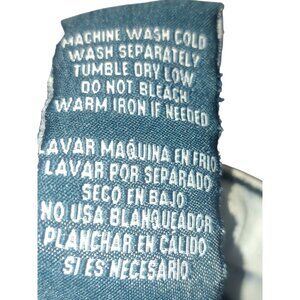 MACHINE WASH COLD
WASH SEPARATELY
TUMBLE DRY LOW
DO NOT BLEACH
WARM IRON IF NEEDED
LAVAR MAQUINA EN FRIO
LAVAR POR SEPARADO
SECO EN BAJO
NO USA BLANQUEADOR
PLANCHAR EN CALIDO
SI ES NECESARIO